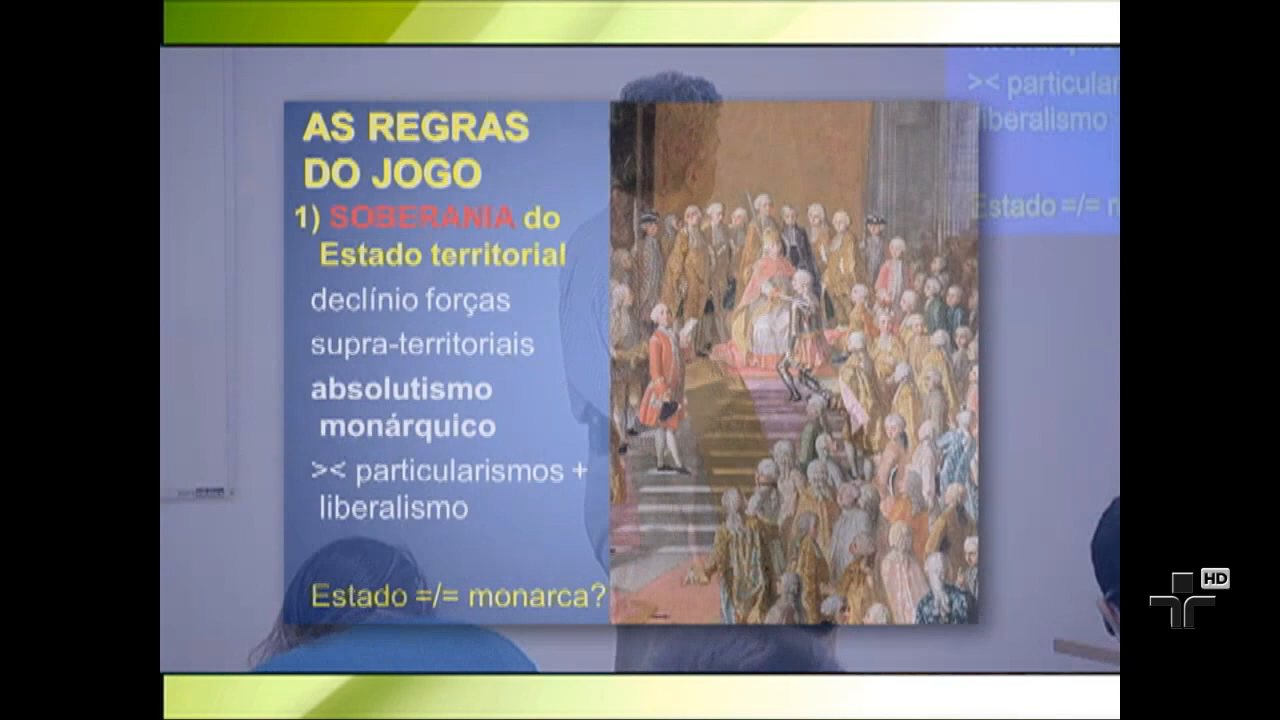 AS REGRAS
DO JOGO
1) SOBERANIA do
Estado territorial
declínio forças
supra-territoriais
absolutismo
monárquico
>< particularismos +
liberalismo
Estado =/= monarca?
>< particular
liberalismo
Estado =/=
HD